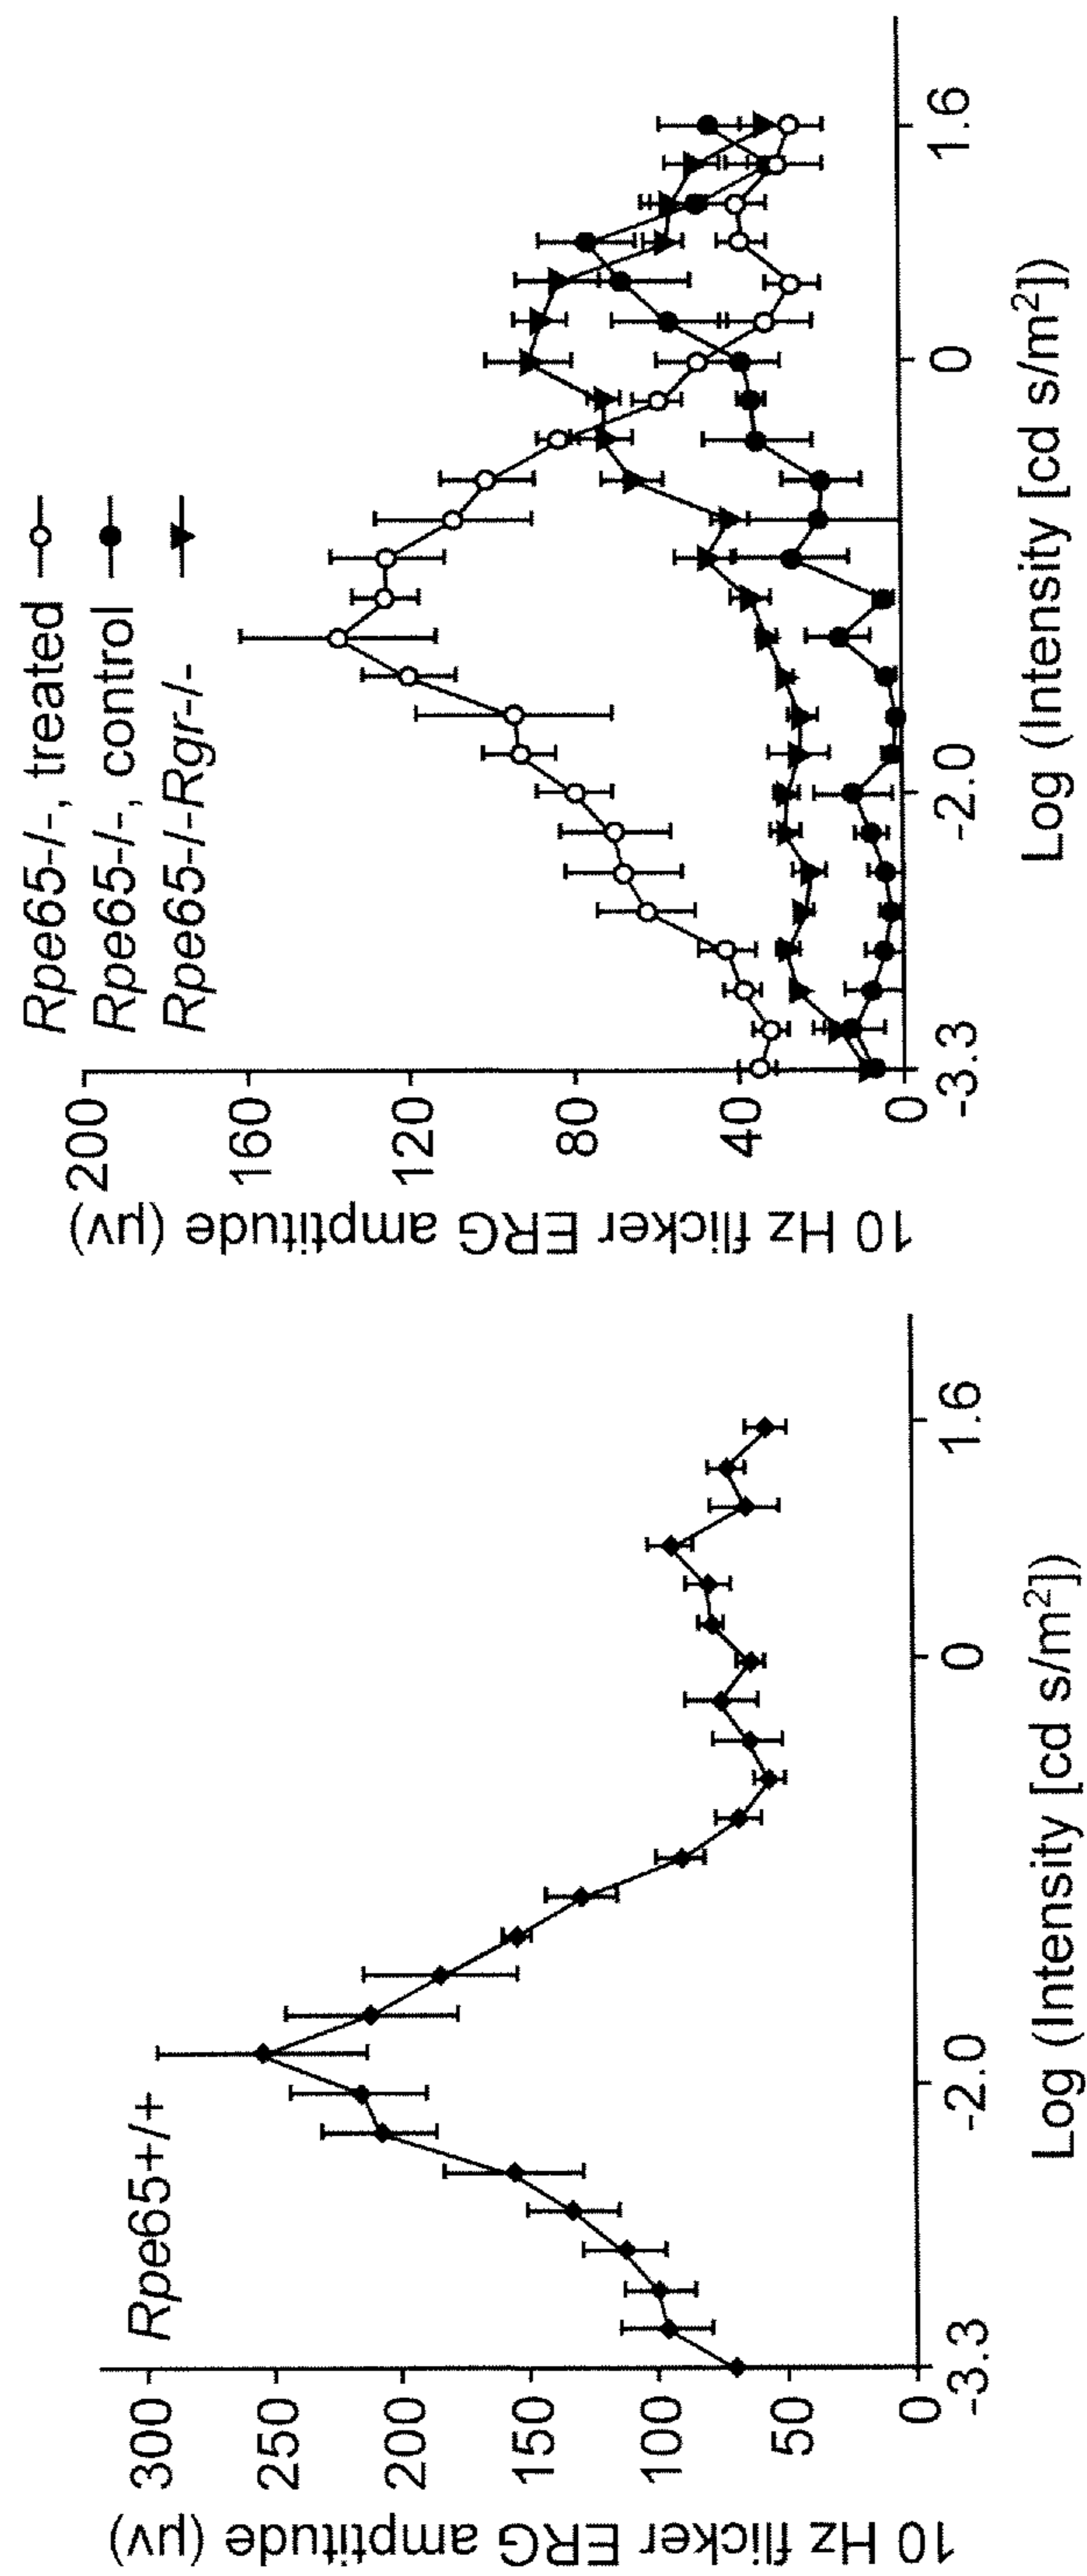 Rpe65+/+
10 Hz flicker ERG amplitude (µv)
300
250
200
150
100
50
0
-3.3
-2.0
0
1.6
Log (Intensity [cd s/m²])
Rpe65-/-, treated
Rpe65-/-, control
Rpe65-/-Rgr-/-
10 Hz flicker ERG amplitude (µv)
200
160
120
80
40
0
-3.3
-2.0
0
1.6
Log (Intensity [cd s/m²])